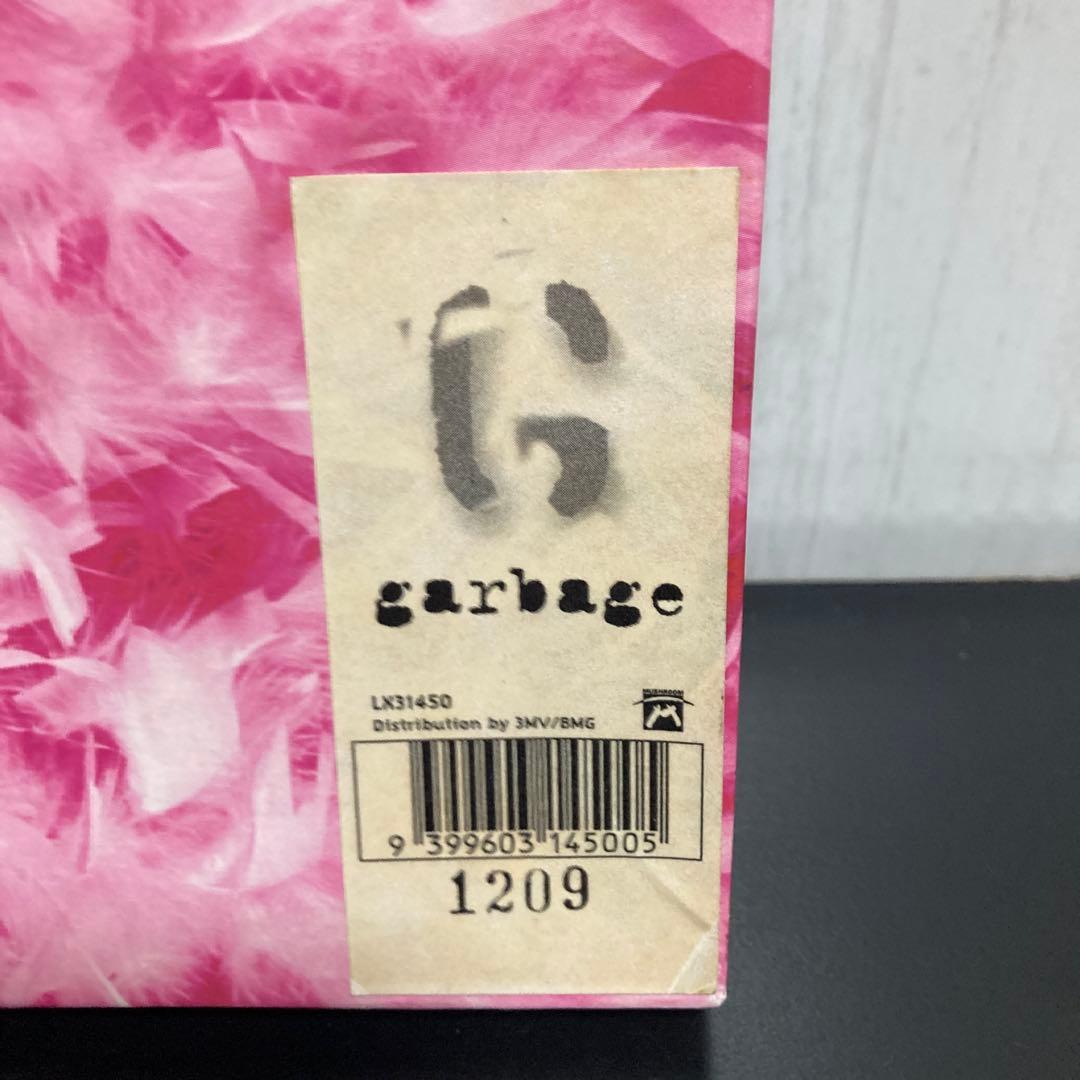 G
garbage
LX31450
Distribution by 3MV//BMG
MUSHROOM
9 399603 145005
1209